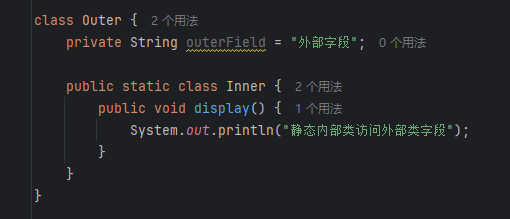 class Outer { 2 个用法
private String outerField = "外部字段"; 0 个用法
public static class Inner { 2 个用法
public void display() { 1 个用法
System.out.println("静态内部类访问外部类字段");
}
}
}